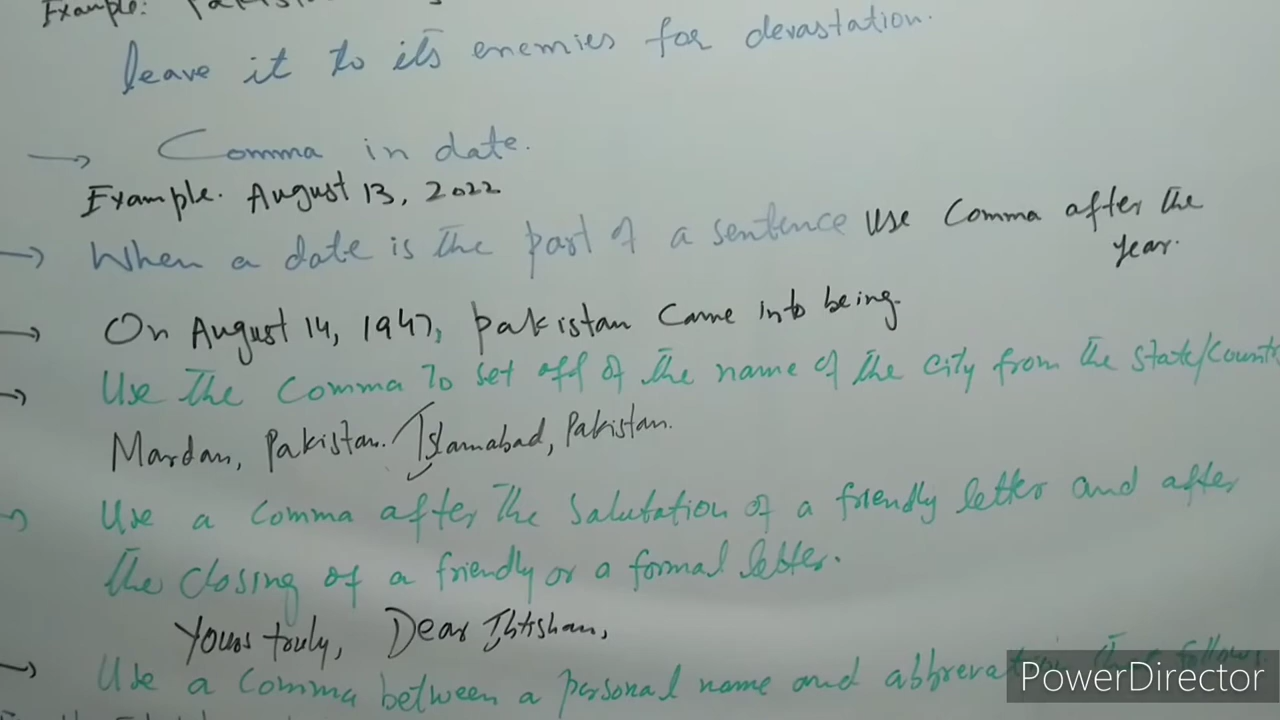 Example:
leave it to its enemies for devastation.
→ Comma in date.
Example. August 13, 2022
→ When a date is the part of a sentence use Comma after the
year.
→ On August 14, 1947, Pakistan Came into being.
→ Use the Comma to set off of the name of the city from the state/Count
Mardan, Pakistan. Islamabad, Pakistan.
→ Use a Comma after the salutation of a friendly letter and after
the closing of a friendly or a formal letter.
Yours truly, Dear Ihtisham,
→ Use a Comma between a personal name and
PowerDirector